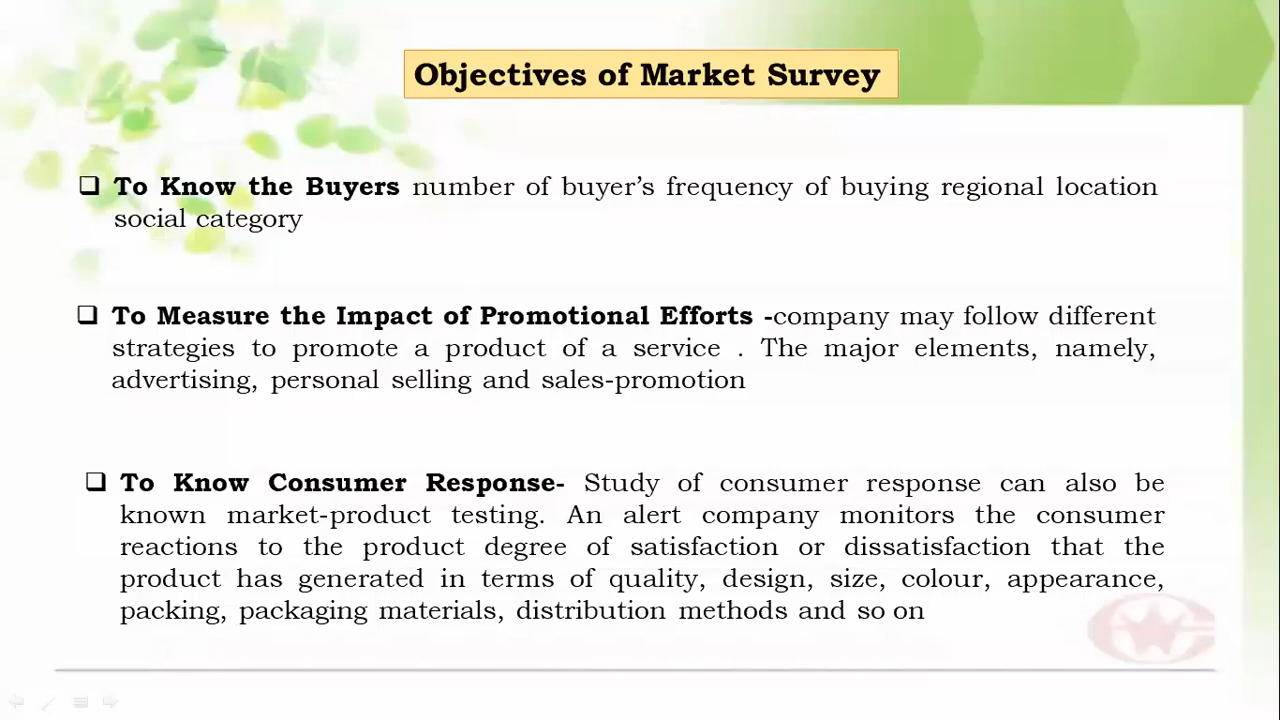 Objectives of Market Survey
❑ To Know the Buyers number of buyer’s frequency of buying regional location
social category
❑ To Measure the Impact of Promotional Efforts -company may follow different
strategies to promote a product of a service . The major elements, namely,
advertising, personal selling and sales-promotion
❑ To Know Consumer Response- Study of consumer response can also be
known market-product testing. An alert company monitors the consumer
reactions to the product degree of satisfaction or dissatisfaction that the
product has generated in terms of quality, design, size, colour, appearance,
packing, packaging materials, distribution methods and so on